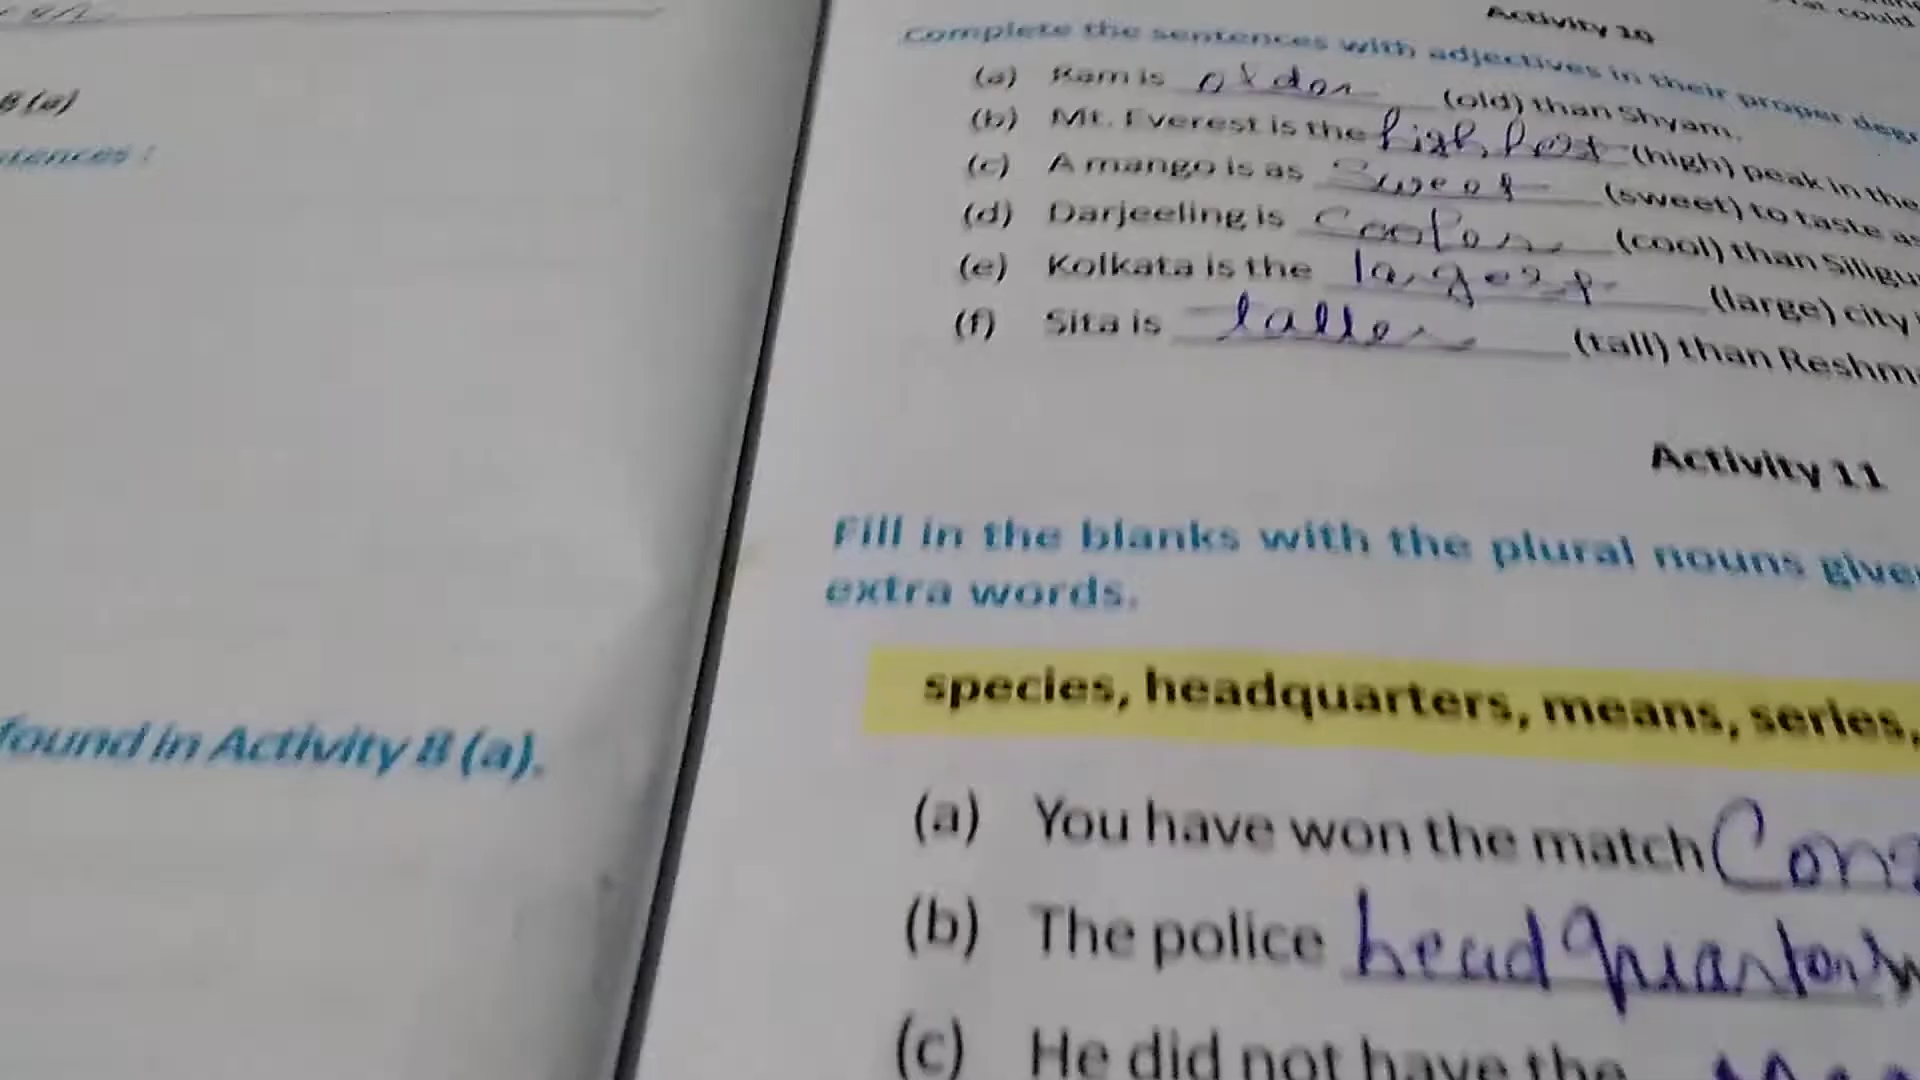 8 (a)
tences :
found in Activity 8 (a).
Activity 10
could
Complete the sentences with adjectives in their proper degr
(a) Ram is older (old) than Shyam.
(b) Mt. Everest is the highest (high) peak in the
(c) A mango is as Sweet (sweet) to taste as
(d) Darjeeling is Cooler (cool) than Siligu
(e) Kolkata is the largest (large) city
(f) Sita is taller (tall) than Reshm
Activity 11
Fill in the blanks with the plural nouns give
extra words.
species, headquarters, means, series,
(a) You have won the match Con
(b) The police headquarters
(c) He did not have the